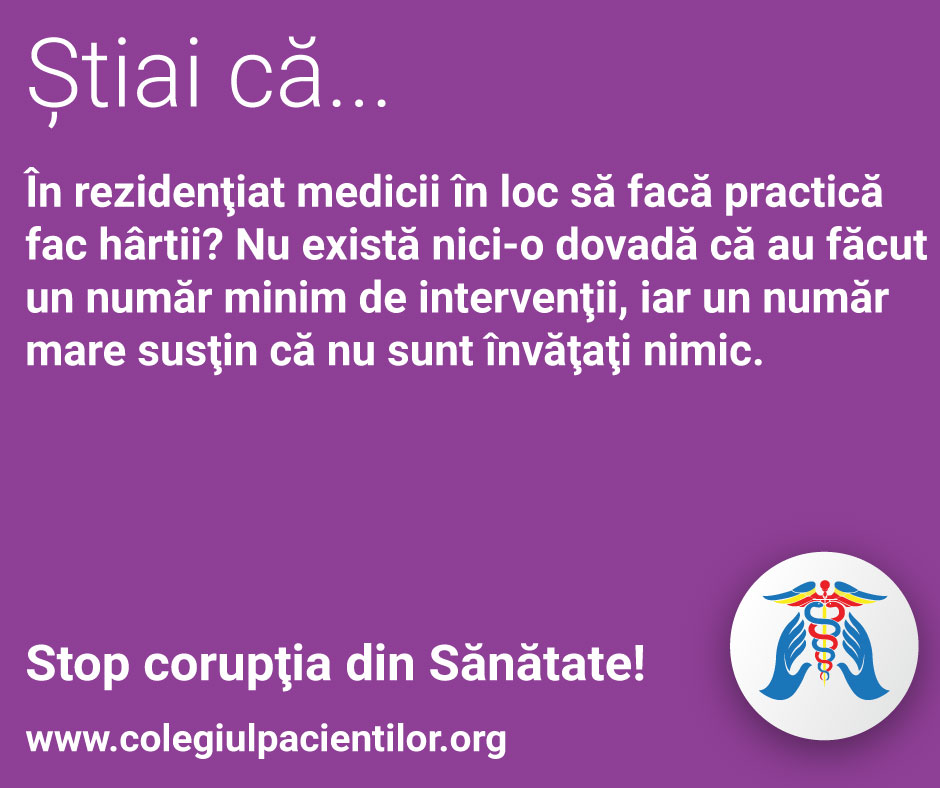 Știai că...
În rezidenţiat medicii în loc să facă practică
fac hârtii? Nu există nici-o dovadă că au făcut
un număr minim de intervenţii, iar un număr
mare susţin că nu sunt învăţaţi nimic.
Stop corupţia din Sănătate!
www.colegiulpacientilor.org